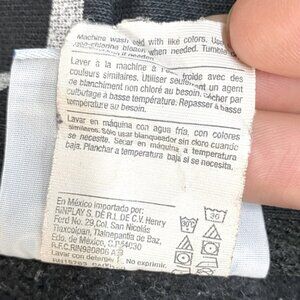 Machine wash cold with like colors. Use
non-chlorine bleach when needed. Tumble
Laver à la machine à l'eau froide avec des
couleurs similaires. Utiliser seulement un agent
de blanchiment non chloré au besoin. Sécher par
culbutage à basse température. Repasser à basse
température au besoin.
Lavar en máquina con agua fría, con colores
similares. Sólo usar blanqueador sin cloro cuando
se necesite. Secar en máquina a temperatura
baja. Planchar a temperatura baja si se necesita.
En México importado por:
RINPLAY S. DE R.L. DE C.V. Henry
Ford No. 29, Col. San Nicolás
Tlaxcolpan, Tlalnepantla de Baz,
Edo. de México, C.P. 54030
R.F.C. RIN980806
Lavar con detergente. No exprimir.
30